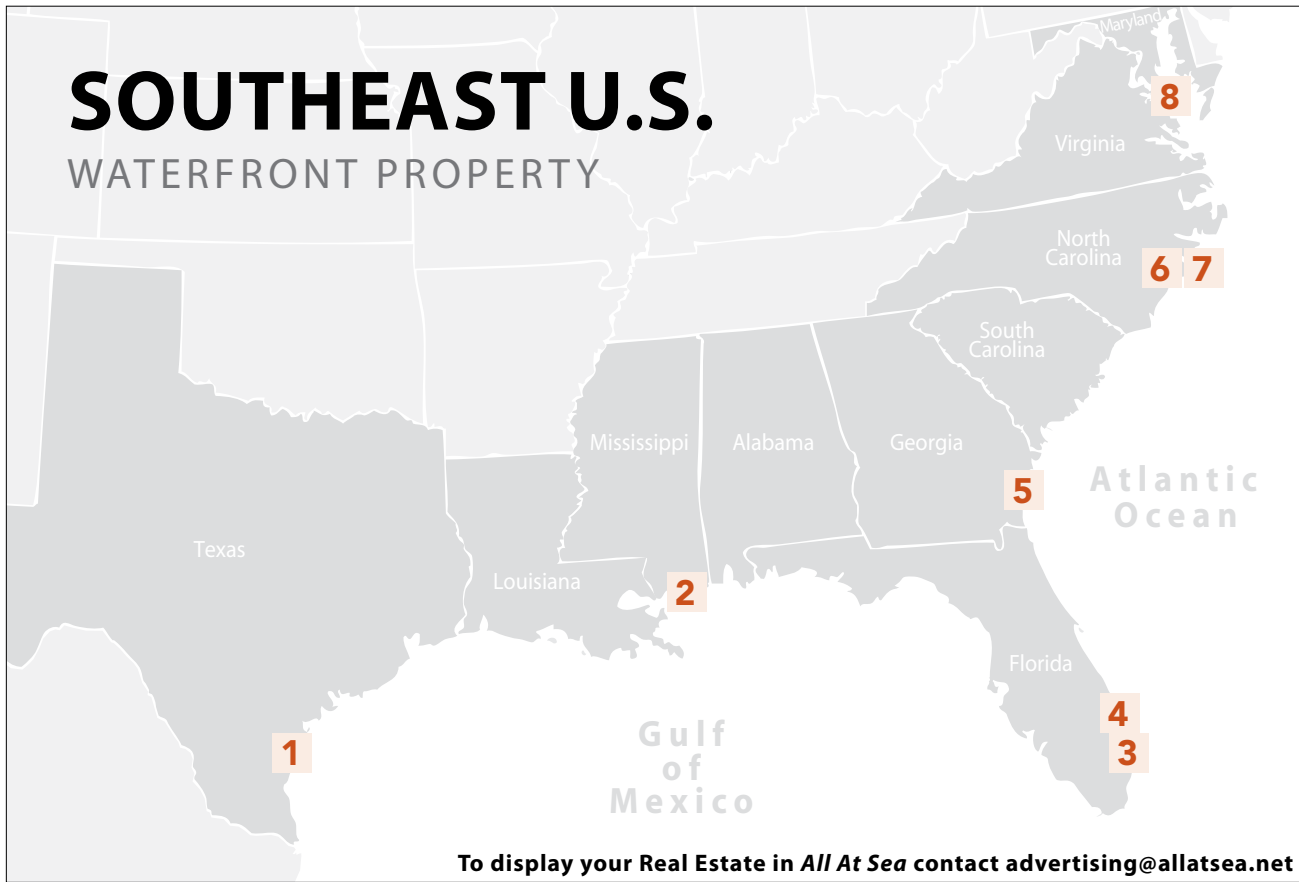 SOUTHEAST U.S.
WATERFRONT PROPERTY
Maryland
8
Virginia
North
Carolina
6 7
South
Carolina
Mississippi
Alabama
Georgia
5
Atlantic
Ocean
Texas
Louisiana
2
Florida
4
3
1
Gulf
of
Mexico
To display your Real Estate in All At Sea contact advertising@allatsea.net